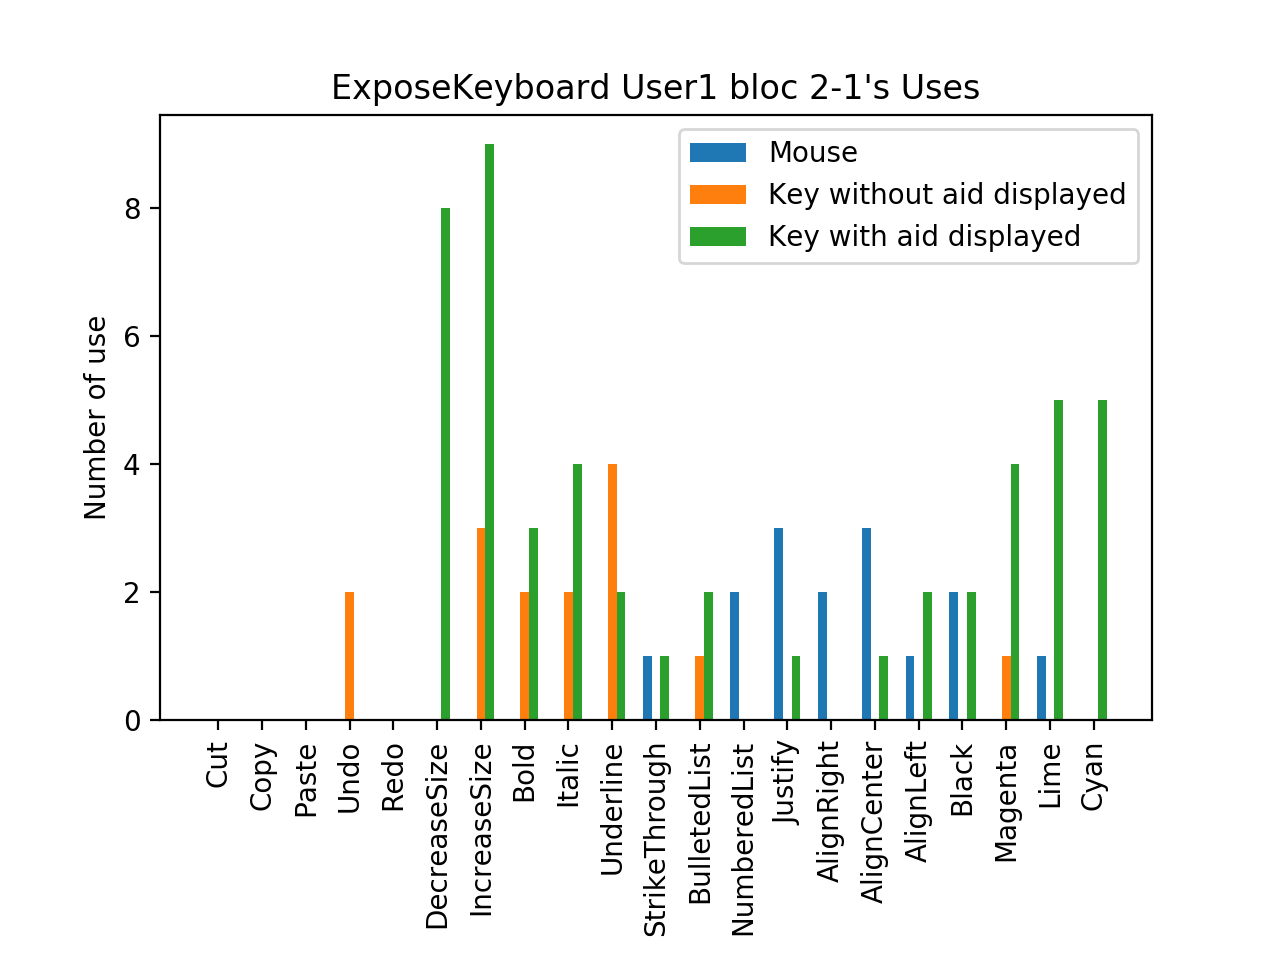 ExposeKeyboard User1 bloc 2-1's Uses
Mouse
Key without aid displayed
Key with aid displayed
Number of use
8
6
4
2
0
Cut
Copy
Paste
Undo
Redo
DecreaseSize
IncreaseSize
Bold
Italic
Underline
StrikeThrough
BulletedList
NumberedList
Justify
AlignRight
AlignCenter
AlignLeft
Black
Magenta
Lime
Cyan